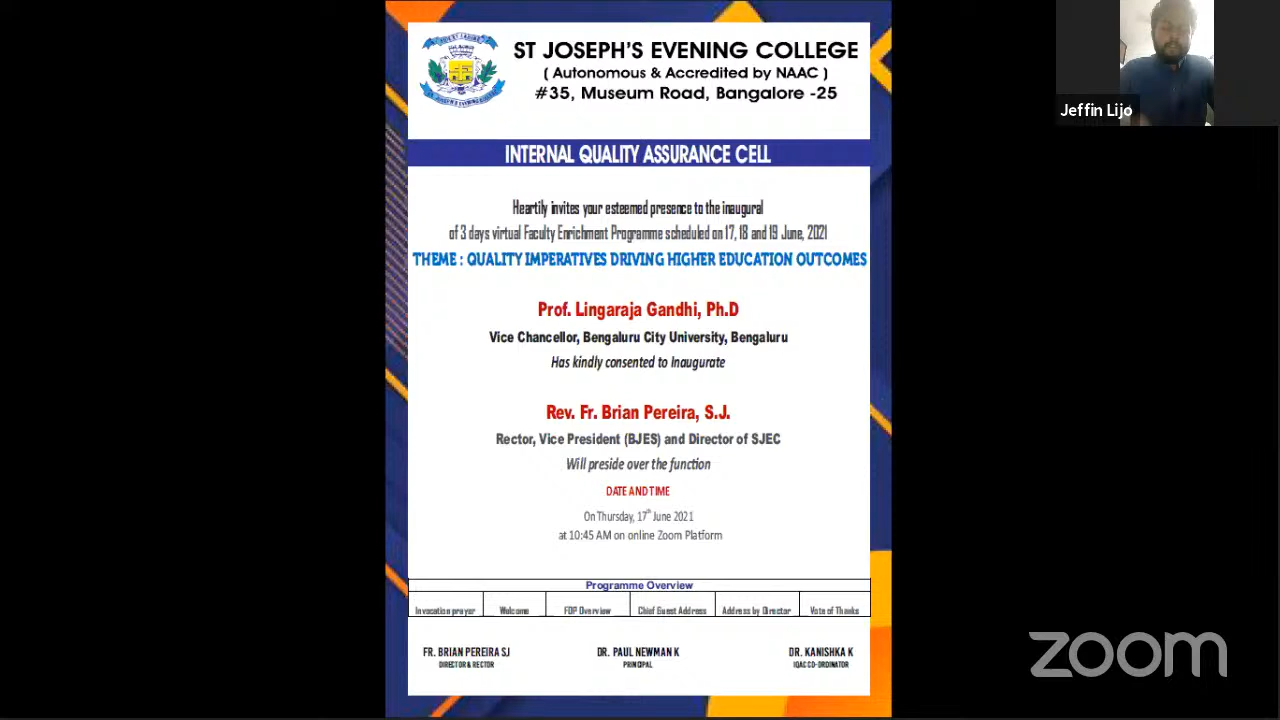 ST JOSEPH'S EVENING COLLEGE
( Autonomous & Accredited by NAAC )
#35, Museum Road, Bangalore -25
INTERNAL QUALITY ASSURANCE CELL
Heartily invites your esteemed presence to the inaugural
of 3 days virtual Faculty Enrichment Programme scheduled on 17, 18 and 19 June, 2021
THEME : QUALITY IMPERATIVES DRIVING HIGHER EDUCATION OUTCOMES
Prof. Lingaraja Gandhi, Ph.D
Vice Chancellor, Bengaluru City University, Bengaluru
Has kindly consented to Inaugurate
Rev. Fr. Brian Pereira, S.J.
Rector, Vice President (BJES) and Director of SJEC
Will preside over the function
DATE AND TIME
On Thursday, 17th June 2021
at 10:45 AM on online Zoom Platform
Programme Overview
Invocation prayer Welcome FDP Overview Chief Guest Address Address by Director Vote of Thanks
FR. BRIAN PEREIRA SJ DR. PAUL NEWMAN K DR. KANISHKA K
DIRECTOR & RECTOR PRINCIPAL IQAC CO-ORDINATOR
Jeffin Lijo
zoom